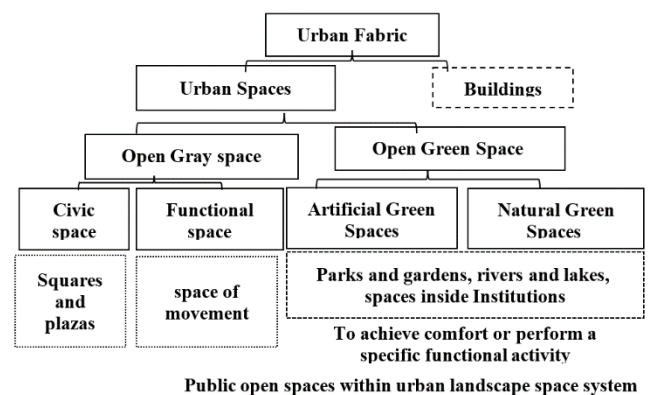 Urban Fabric
Urban Spaces
Buildings
Open Gray space
Open Green Space
Civic
space
Functional
space
Artificial Green
Spaces
Natural Green
Spaces
Squares
and
plazas
space of
movement
Parks and gardens, rivers and lakes,
spaces inside Institutions
To achieve comfort or perform a
specific functional activity
Public open spaces within urban landscape space system